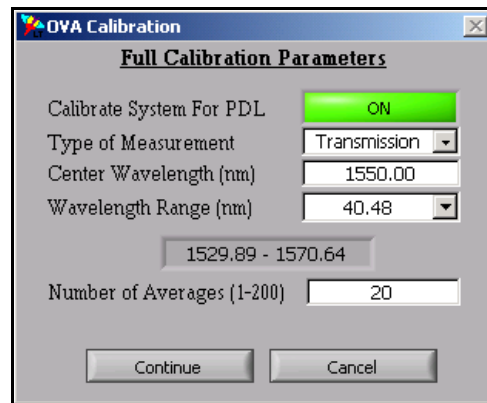 OVA Calibration
Full Calibration Parameters
Calibrate System For PDL ON
Type of Measurement Transmission
Center Wavelength (nm) 1550.00
Wavelength Range (nm) 40.48
1529.89 - 1570.64
Number of Averages (1-200) 20
Continue Cancel